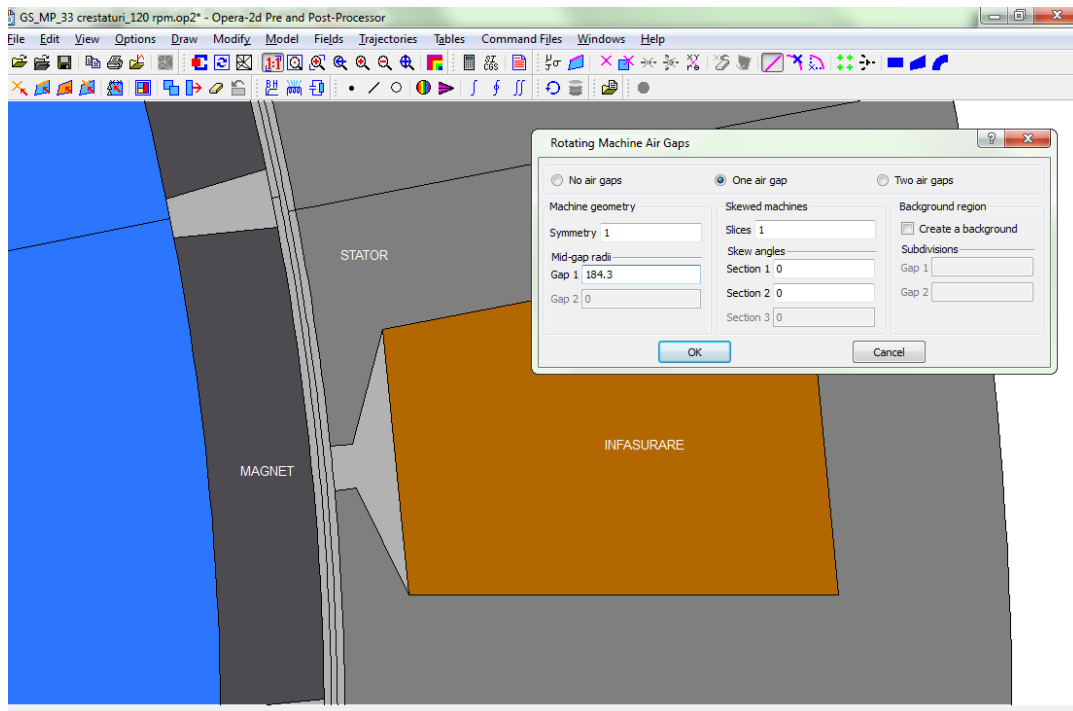 GS_MP_33 crestaturi_120 rpm.op2* - Opera-2d Pre and Post-Processor
File Edit View Options Draw Modify Model Fields Trajectories Tables Command Files Windows Help
1:1
BH
Rotating Machine Air Gaps
No air gaps One air gap Two air gaps
Machine geometry Skewed machines Background region
Symmetry 1 Slices 1 Create a background
Mid-gap radii Skew angles Subdivisions
Gap 1 184.3 Section 1 0 Gap 1
Gap 2 0 Section 2 0 Gap 2
Section 3 0
OK Cancel
STATOR
INFASURARE
MAGNET